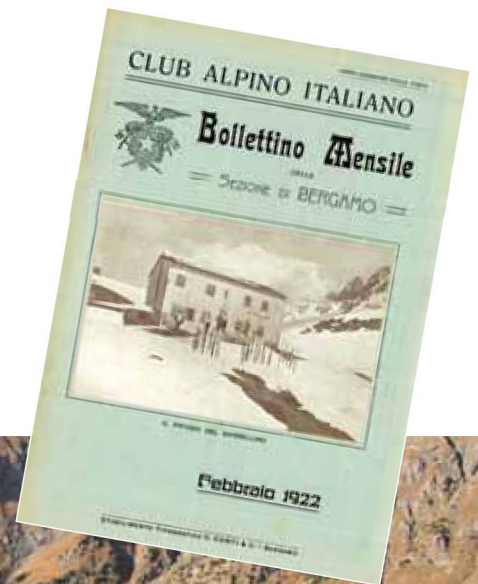 CLUB ALPINO ITALIANO
Bollettino Mensile
DELLA
SEZIONE DI BERGAMO
Febbraio 1922